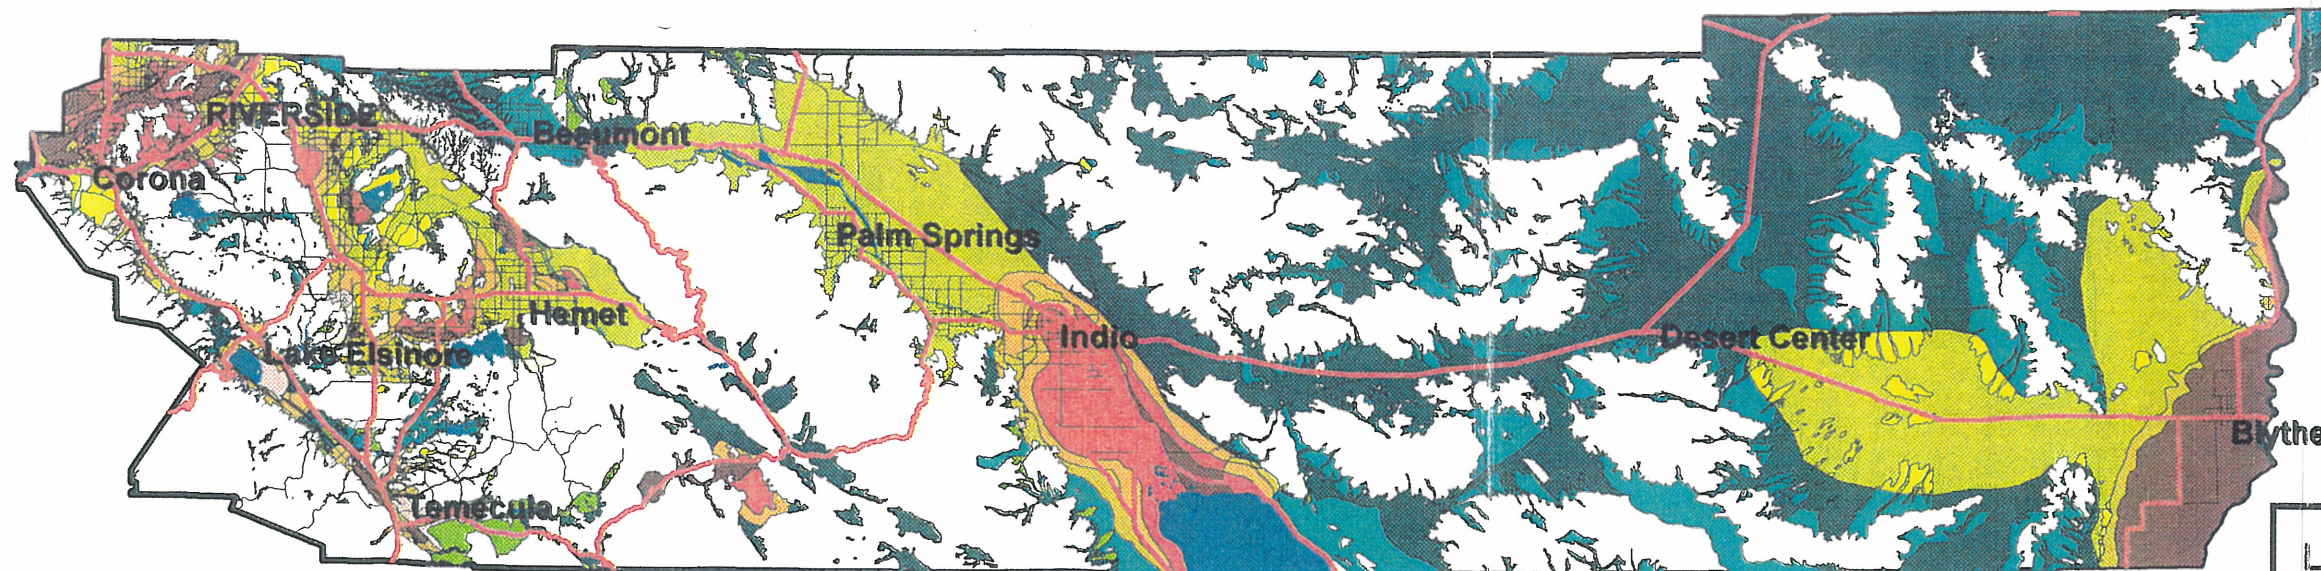 RIVERSIDE
Beaumont
Corona
Palm Springs
Hemet
Indio
Desert Center
Lake Elsinore
Blythe
Temecula